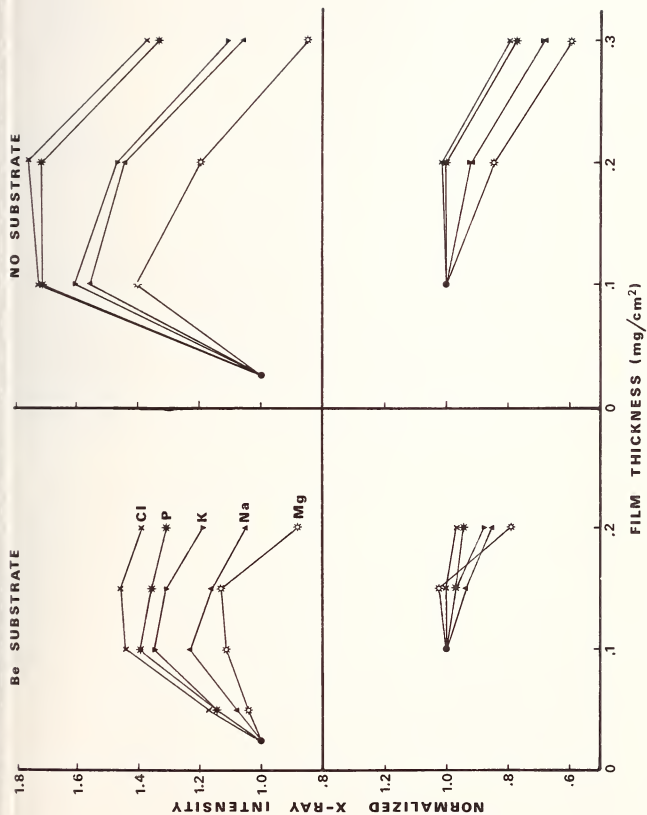 Be SUBSTRATE
NO SUBSTRATE
1.8
1.6
1.4
1.2
1.0
.8
Cl
P
K
Na
Mg
1.2
1.0
.8
.6
0
.1
.2
0
.1
.2
.3
NORMALIZED X-RAY INTENSITY
FILM THICKNESS (mg/cm²)